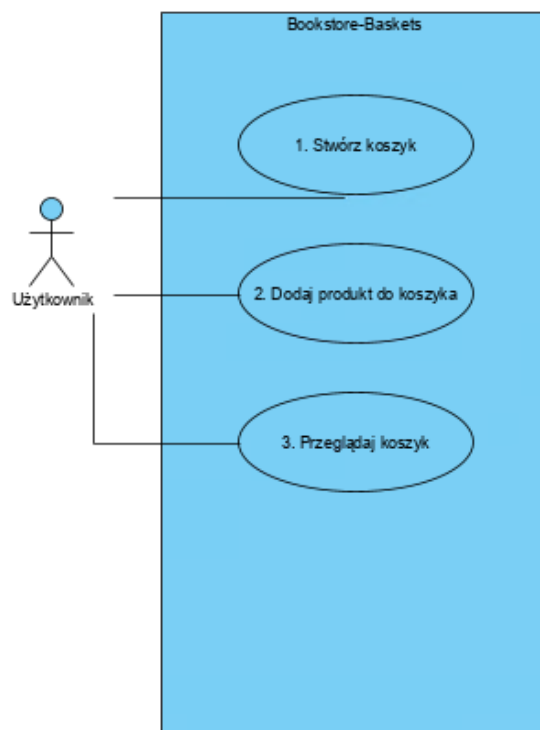 Bookstore-Baskets
1. Stwórz koszyk
Użytkownik
2. Dodaj produkt do koszyka
3. Przeglądaj koszyk